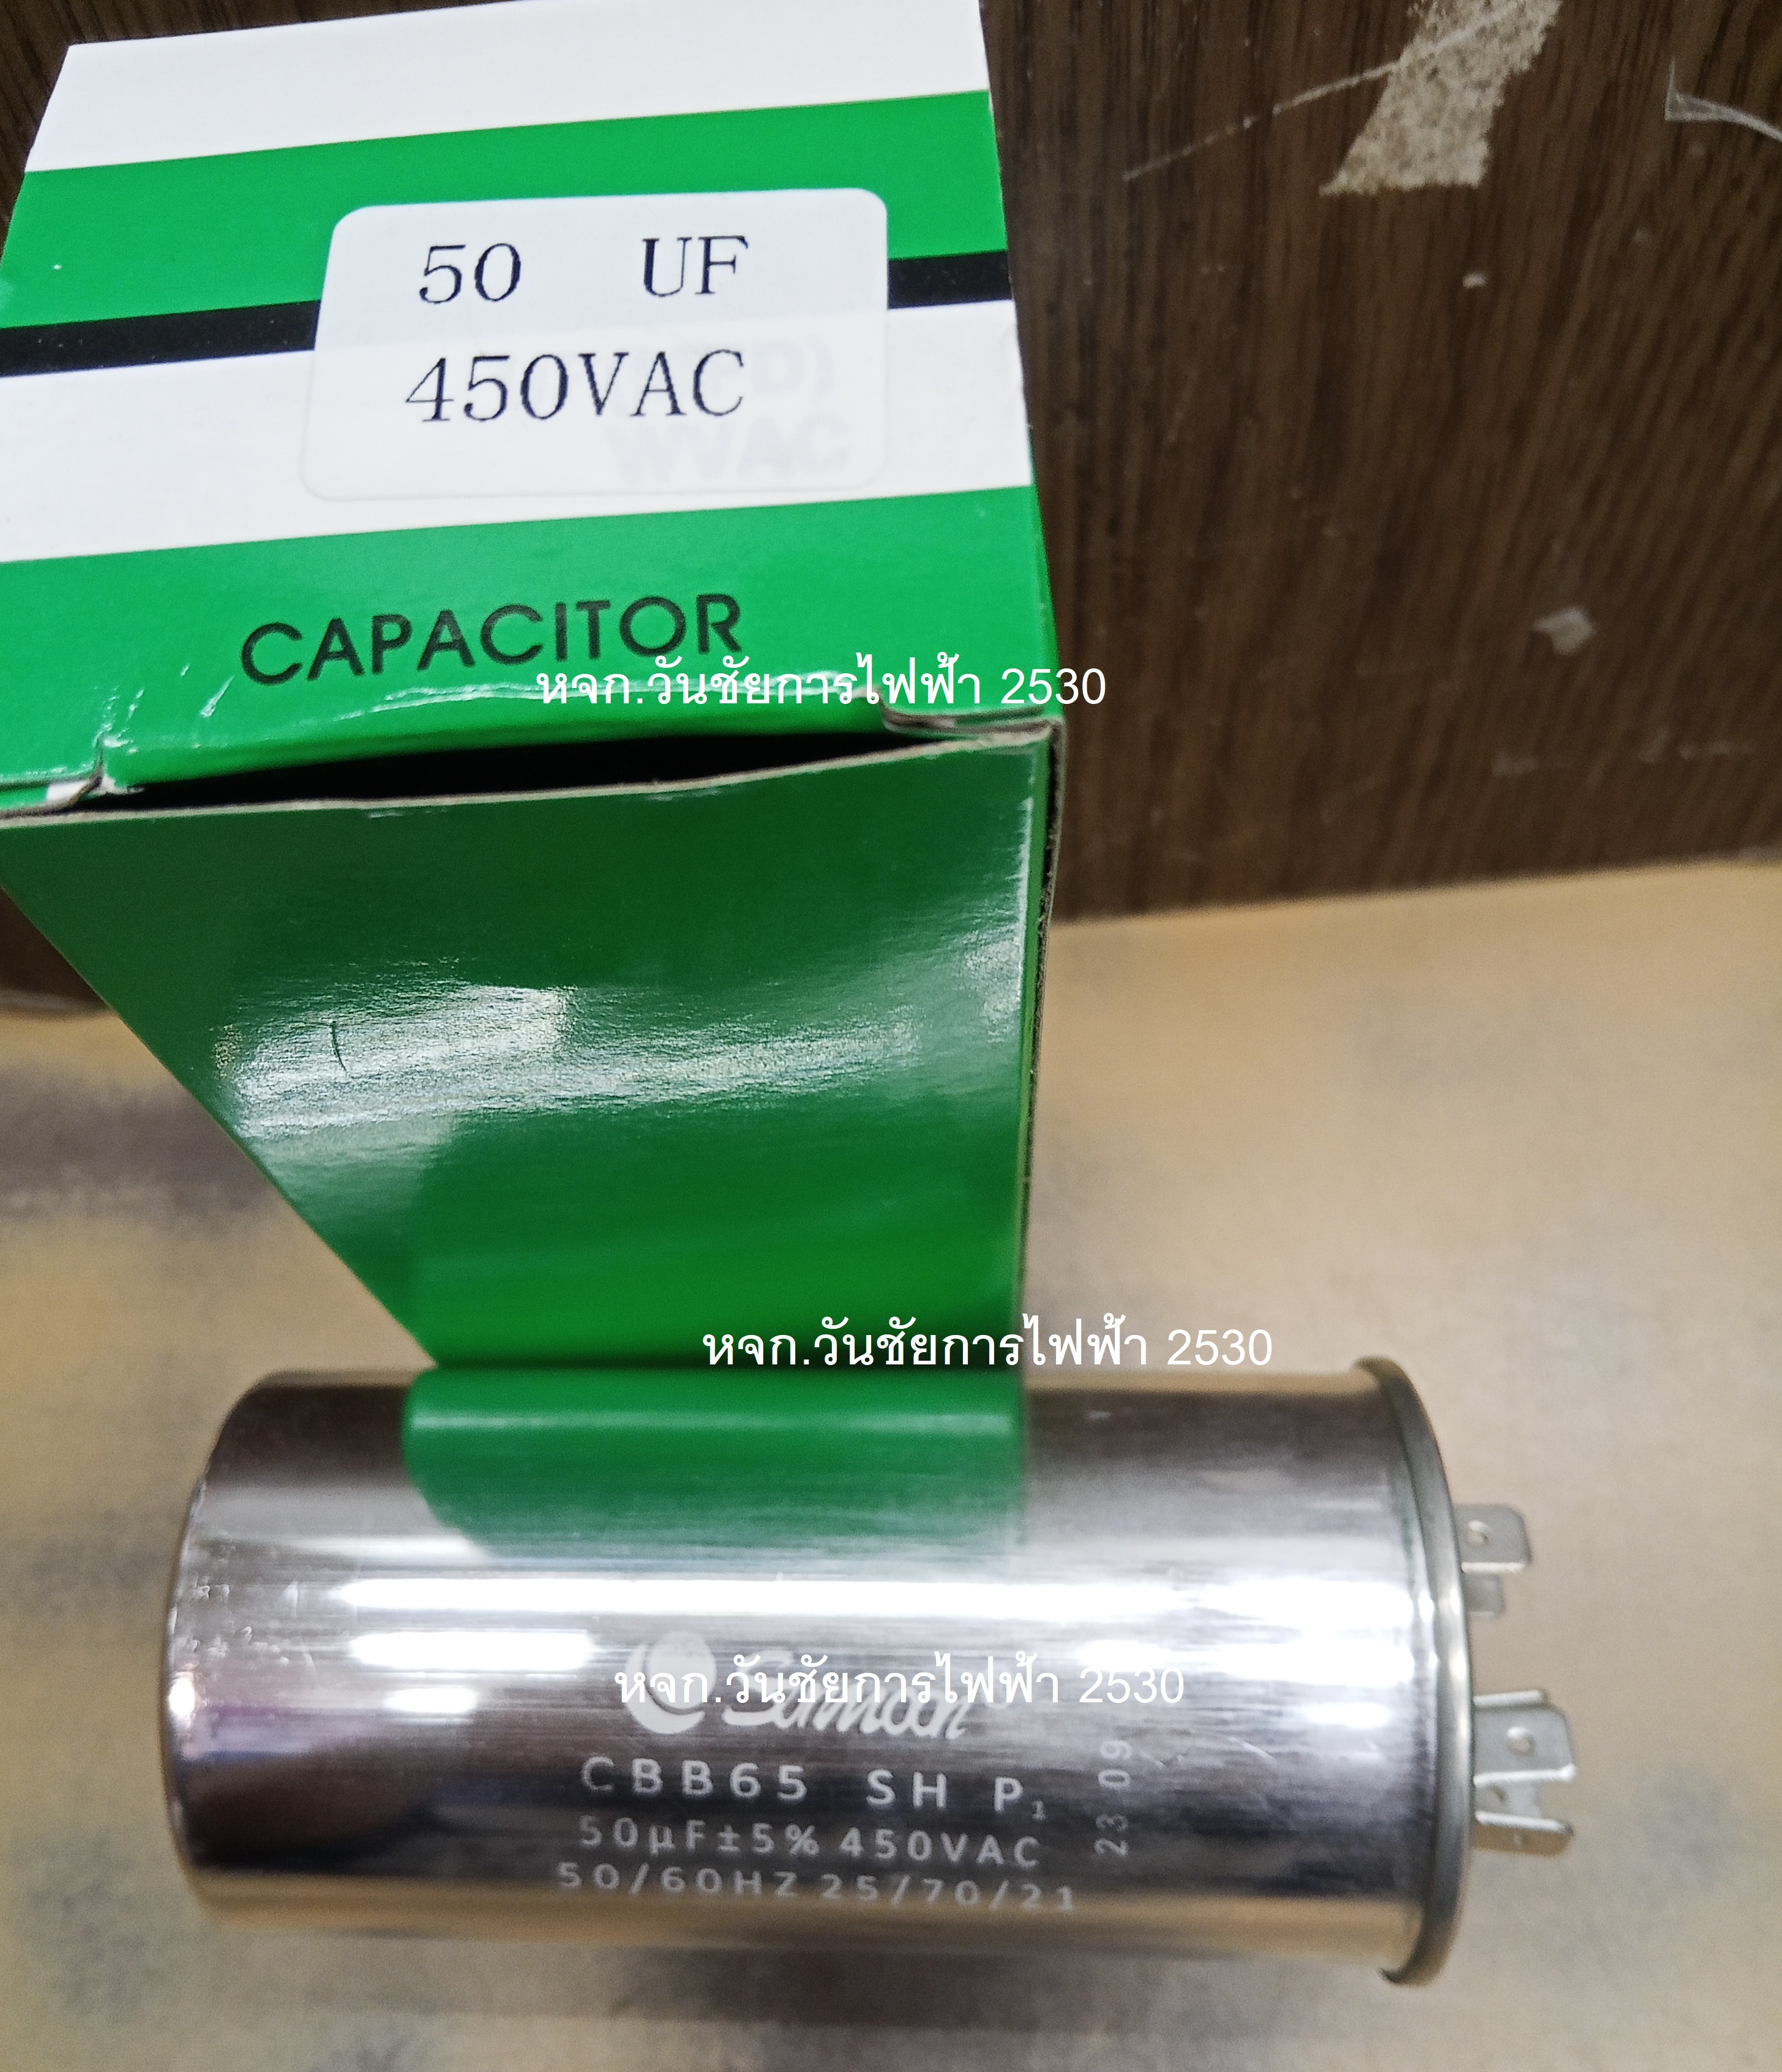 50 UF
450VAC
WVAC
CAPACITOR
หจก.วันชัยการไฟฟ้า 2530
หจก.วันชัยการไฟฟ้า 2530
หจก.วันชัยการไฟฟ้า 2530
CBB65 SH P₁
50µF±5% 450VAC
50/60HZ 25/70/21
23 09